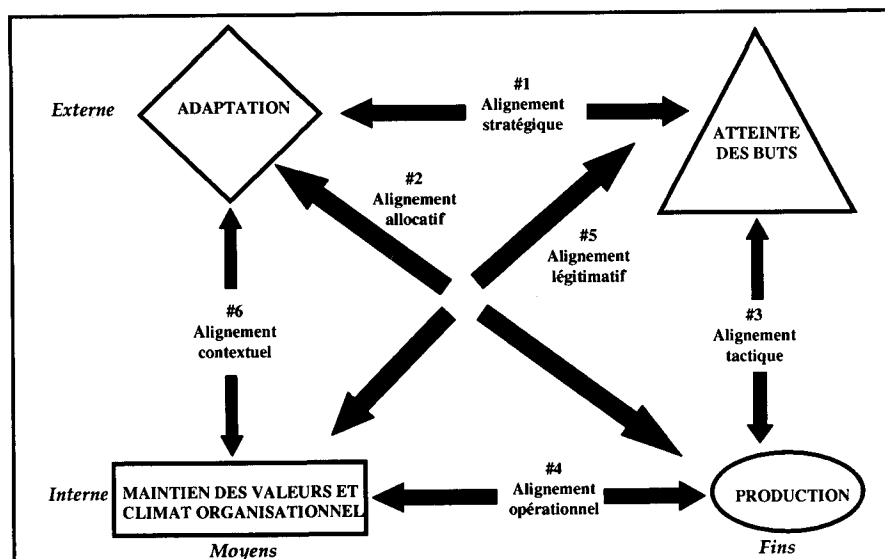 #1
Alignement
stratégique
Externe
ADAPTATION
ATTEINTE
DES BUTS
#2
Alignement
allocatif
#5
Alignement
légitimatif
#6
Alignement
contextuel
#3
Alignement
tactique
#4
Alignement
opérationnel
Interne
MAINTIEN DES VALEURS ET
CLIMAT ORGANISATIONNEL
PRODUCTION
Moyens
Fins